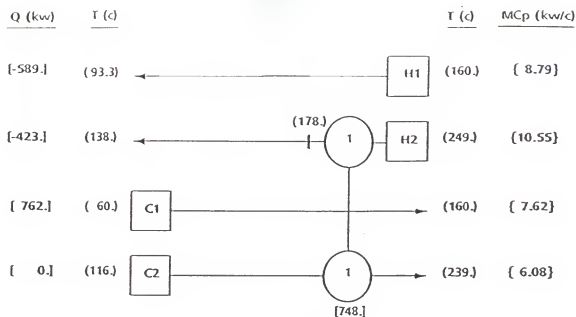 Q (kw) T (c) T (c) MCp (kw/c)
[-589.] (93.3) H1 (160.) { 8.79}
(178.)
[-423.] (138.) 1 H2 (249.) {10.55}
[ 762.] ( 60.) C1 (160.) { 7.62}
[ 0.] (116.) C2 1 (239.) { 6.08}
[748.]